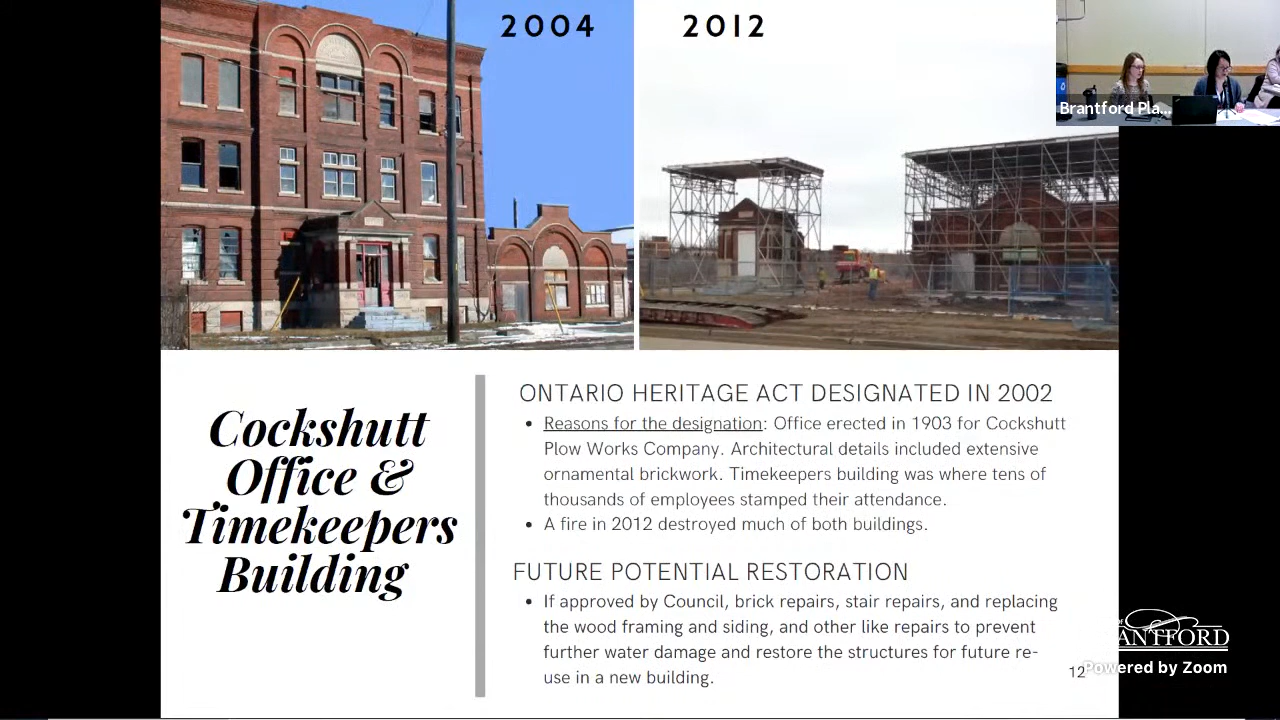 2004
2012
Brantford Pla...
Cockshutt
Office &
Timekeepers
Building
ONTARIO HERITAGE ACT DESIGNATED IN 2002
• Reasons for the designation: Office erected in 1903 for Cockshutt
Plow Works Company. Architectural details included extensive
ornamental brickwork. Timekeepers building was where tens of
thousands of employees stamped their attendance.
• A fire in 2012 destroyed much of both buildings.
FUTURE POTENTIAL RESTORATION
• If approved by Council, brick repairs, stair repairs, and replacing
the wood framing and siding, and other like repairs to prevent
further water damage and restore the structures for future re-
use in a new building.
12
RANTFORD
Powered by Zoom